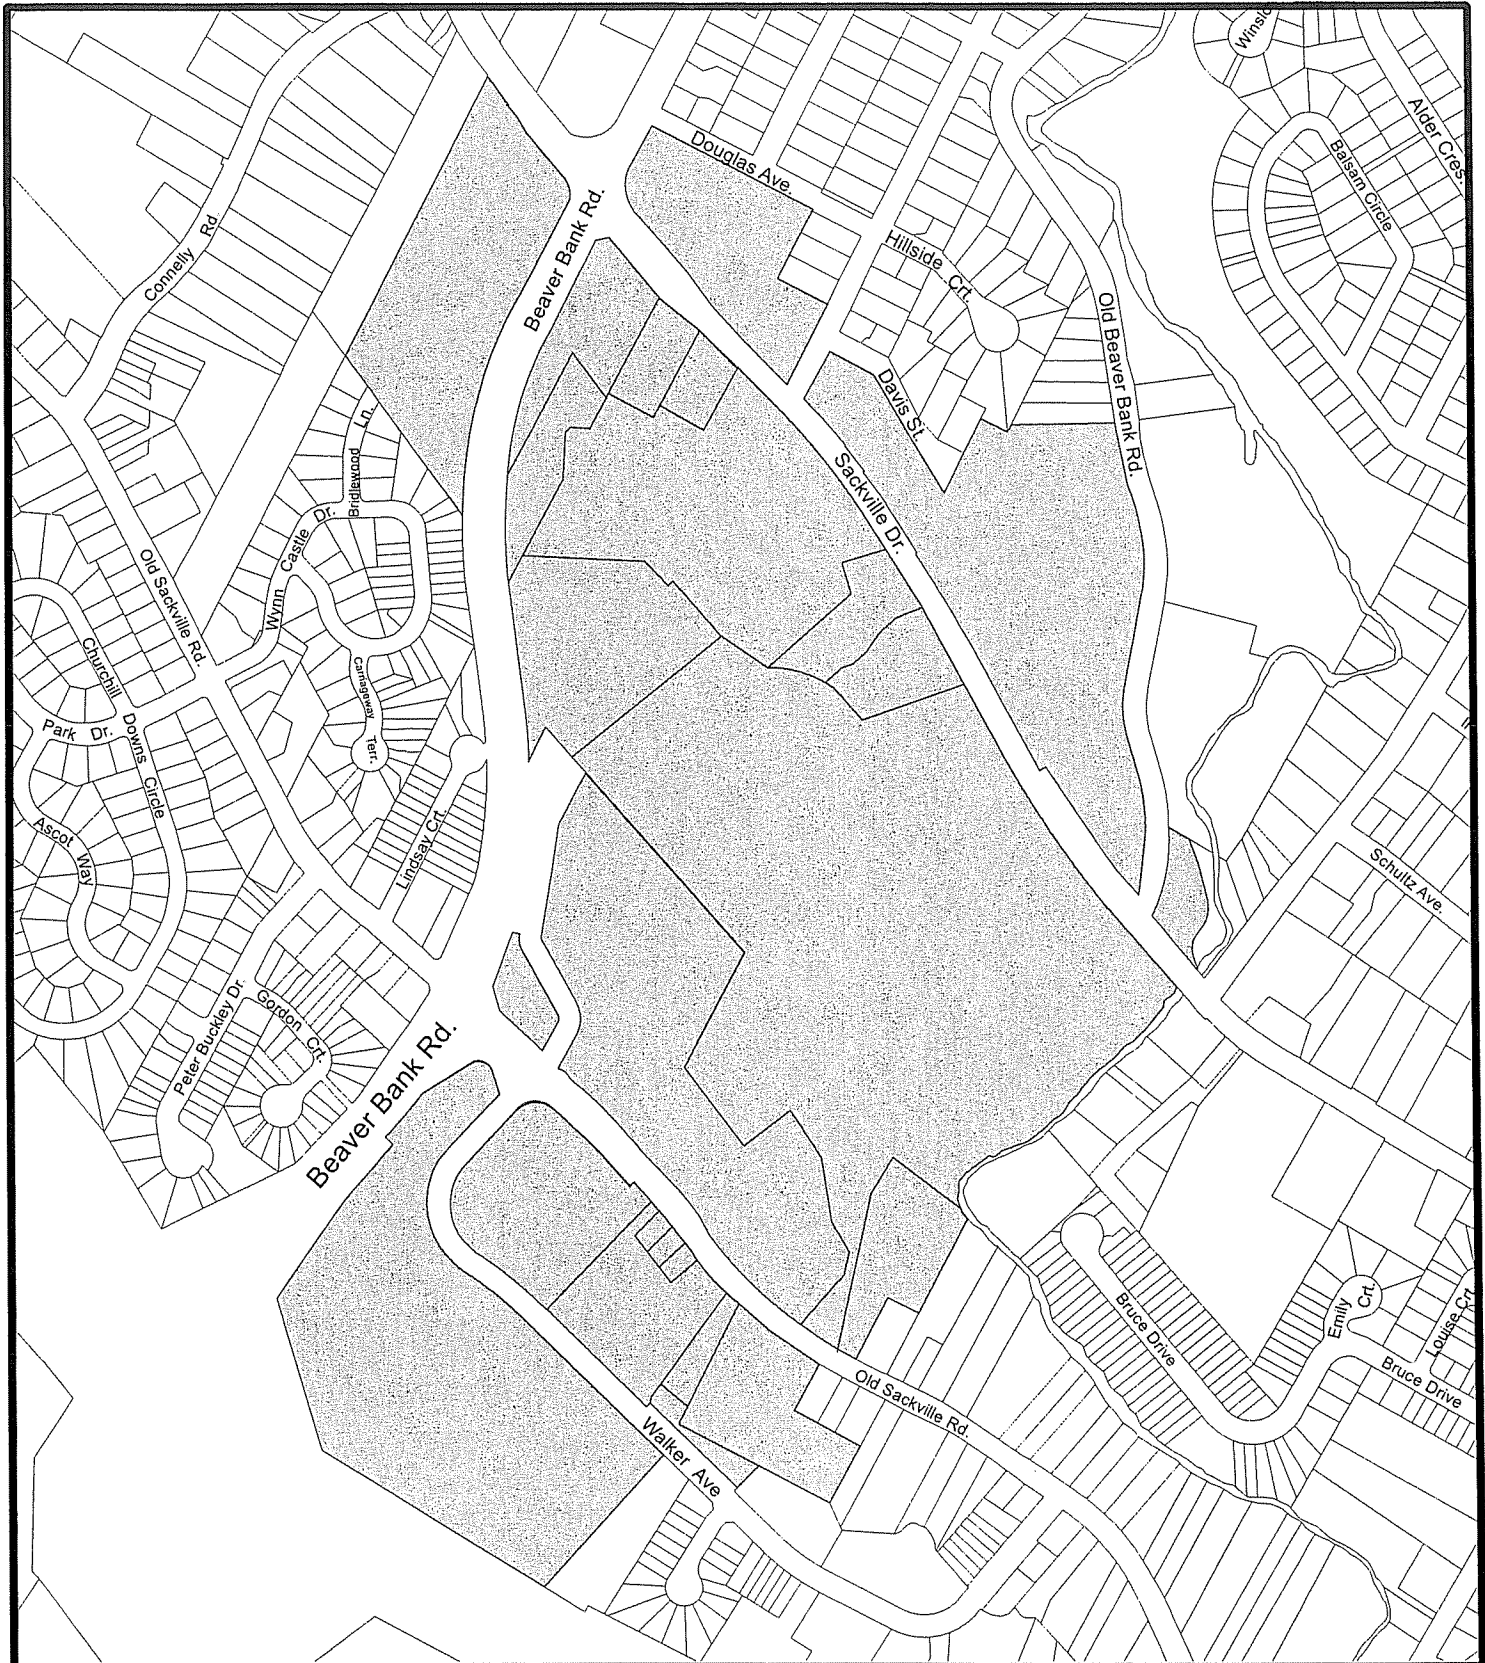 Winslo
Alder Cres.
Balsam Circle
Douglas Ave.
Connelly Rd.
Beaver Bank Rd.
Hillside Crt.
Old Beaver Bank Rd.
Davis St.
Bridlewood Ln.
Sackville Dr.
Wynn Castle Dr.
Old Sackville Rd.
Churchill Downs Circle
Carriageway Terr.
Park Dr.
Lindsay Crt.
Ascot Way
Schultz Ave.
Peter Buckley Dr.
Gordon Crt.
Beaver Bank Rd.
Bruce Drive
Emily Crt.
Louise Crt.
Bruce Drive
Old Sackville Rd.
Walker Ave